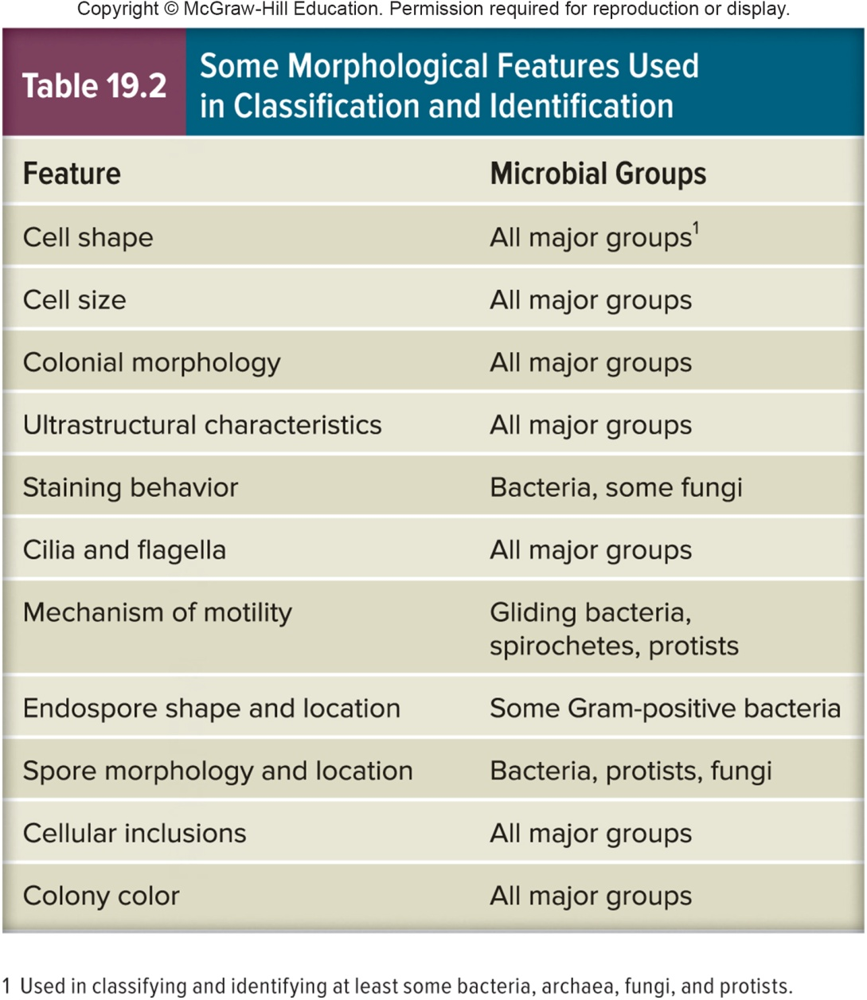 Copyright © McGraw-Hill Education. Permission required for reproduction or display.
Table 19.2
Some Morphological Features Used
in Classification and Identification
Feature Microbial Groups
Cell shape All major groups¹
Cell size All major groups
Colonial morphology All major groups
Ultrastructural characteristics All major groups
Staining behavior Bacteria, some fungi
Cilia and flagella All major groups
Mechanism of motility Gliding bacteria,
spirochetes, protists
Endospore shape and location Some Gram-positive bacteria
Spore morphology and location Bacteria, protists, fungi
Cellular inclusions All major groups
Colony color All major groups
1 Used in classifying and identifying at least some bacteria, archaea, fungi, and protists.